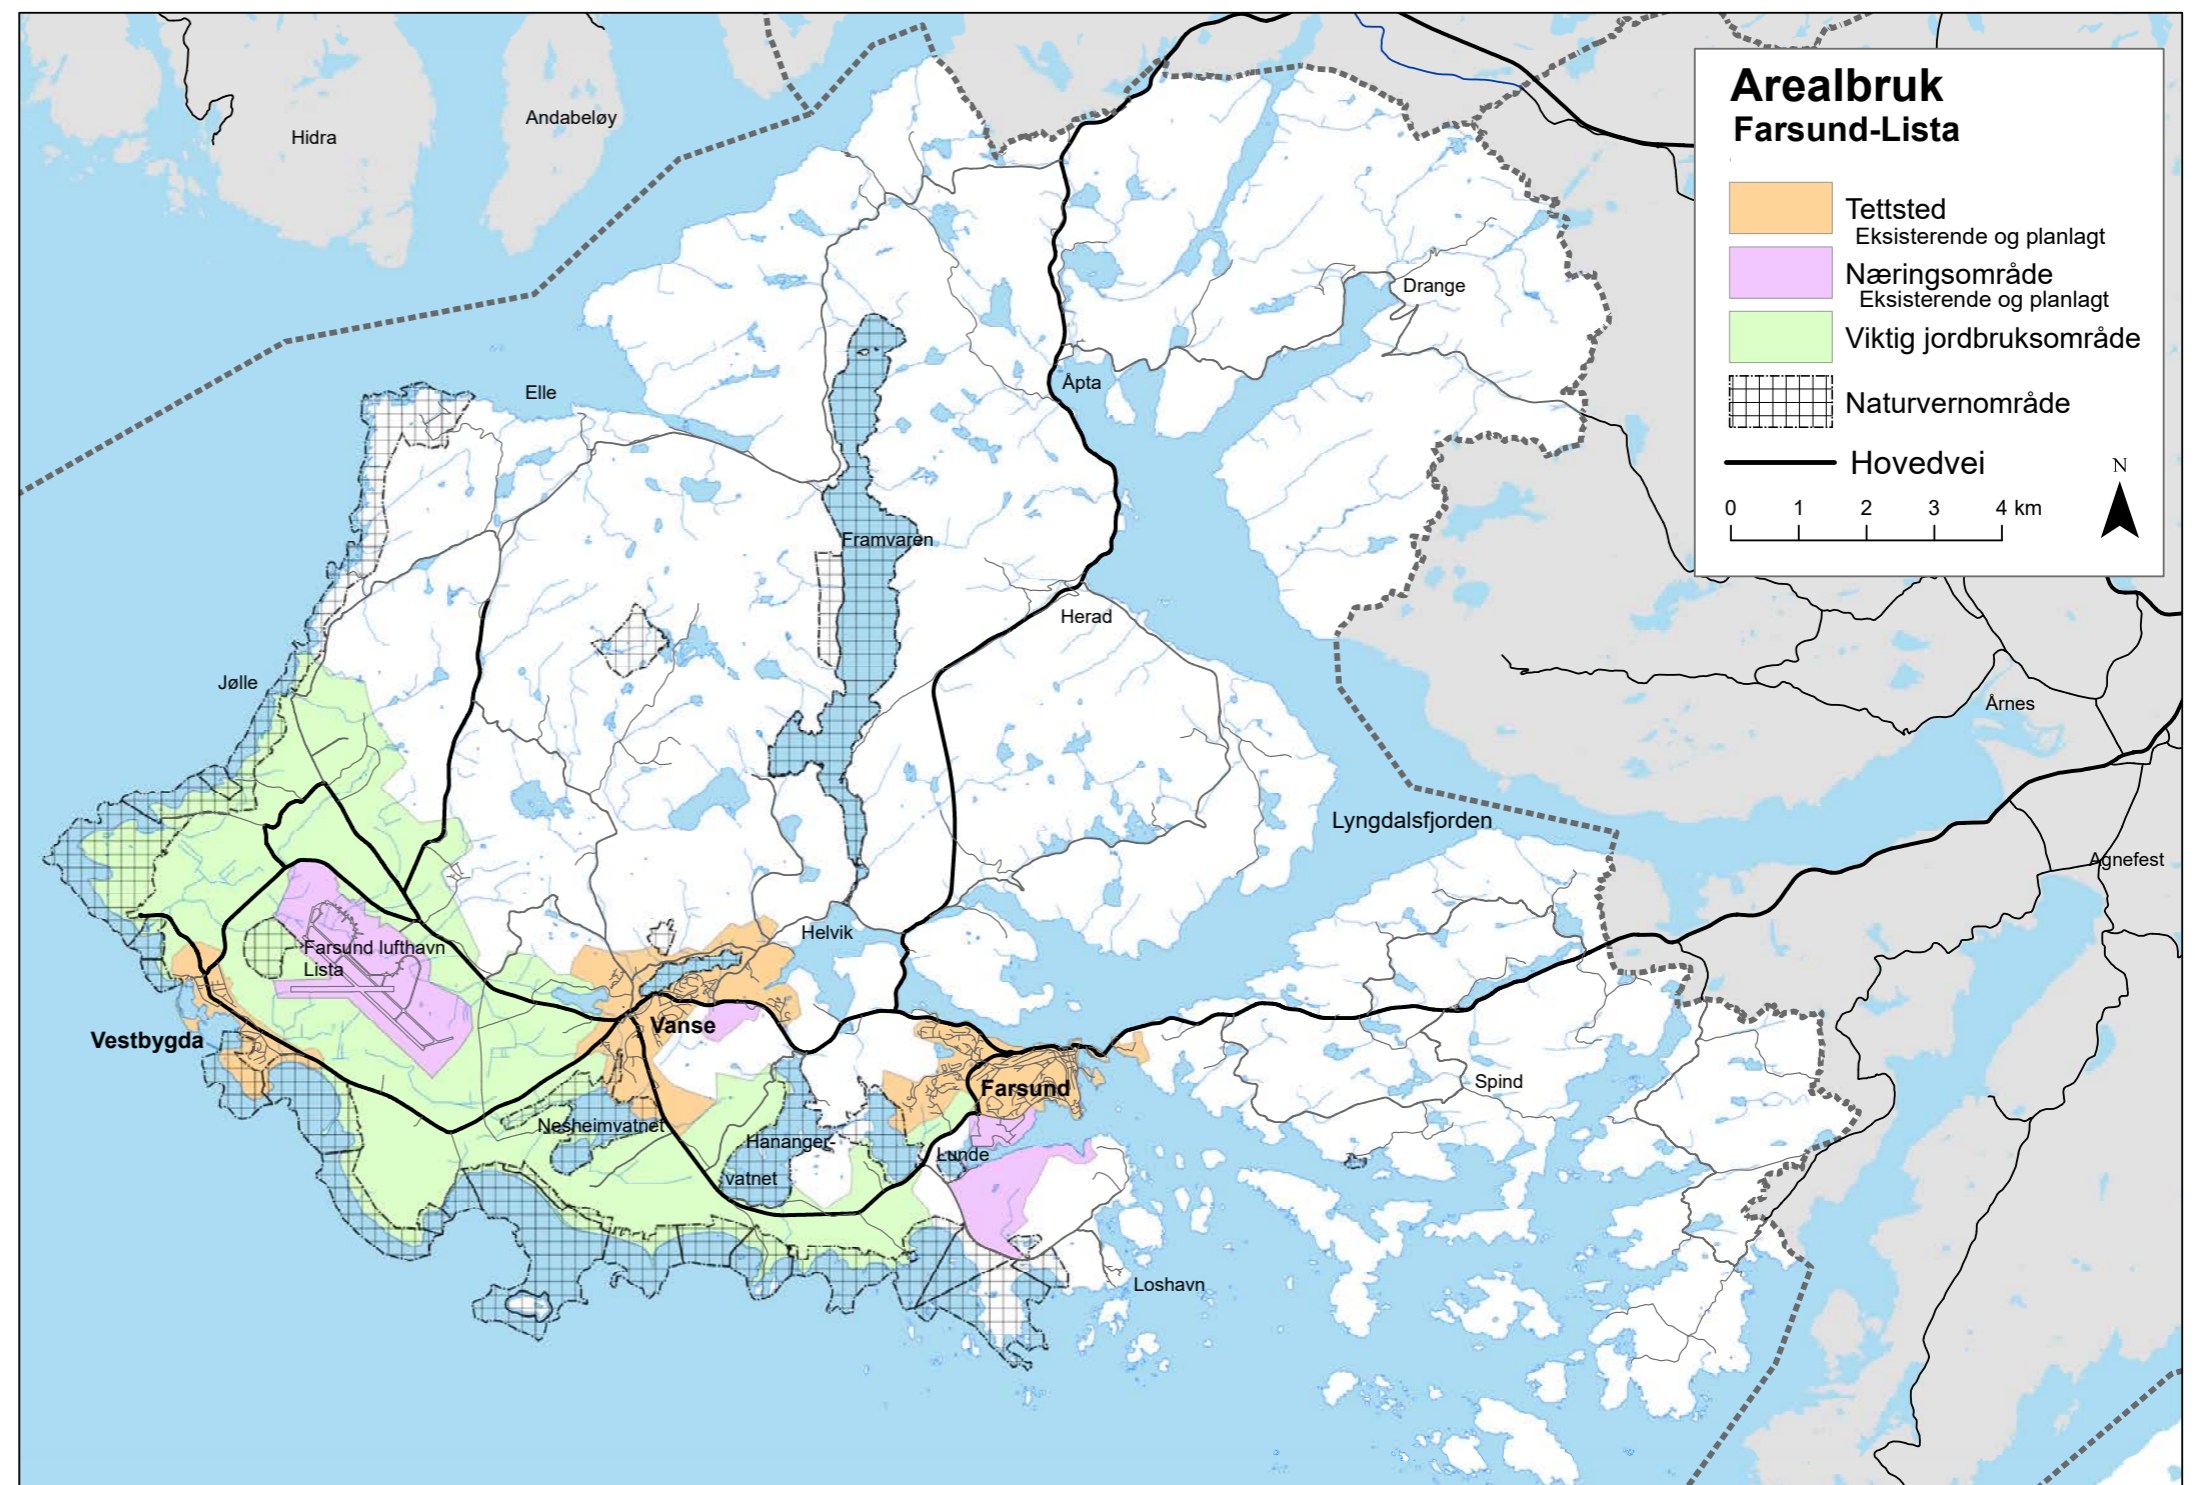 Arealbruk
Farsund-Lista
Tettsted
Eksisterende og planlagt
Næringsområde
Eksisterende og planlagt
Viktig jordbruksområde
Naturvernområde
Hovedvei
N
0 1 2 3 4 km
Hidra
Andabeløy
Drange
Elle
Åpta
Framvaren
Herad
Jølle
Årnes
Lyngdalsfjorden
Agnefest
Helvik
Farsund lufthavn
Lista
Vanse
Vestbygda
Farsund
Spind
Nesheimvatnet
Hananger-
vatnet
Lunde
Loshavn